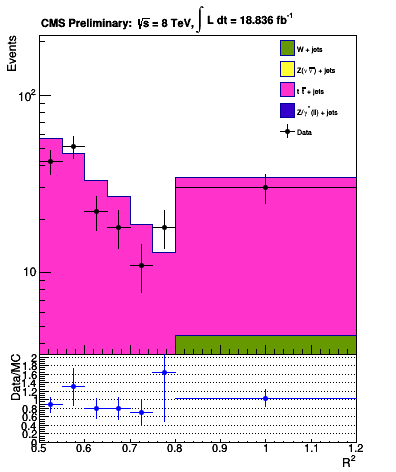 CMS Preliminary: √s = 8 TeV, ∫ L dt = 18.836 fb⁻¹
Events
10²
10
W + jets
Z(ν ν̅) + jets
t t̅ + jets
Z/γ*(ll) + jets
Data
Data/MC
2
1.8
1.6
1.4
1.2
1
0.8
0.6
0.4
0.2
0
0.5 0.6 0.7 0.8 0.9 1 1.1 1.2
R²